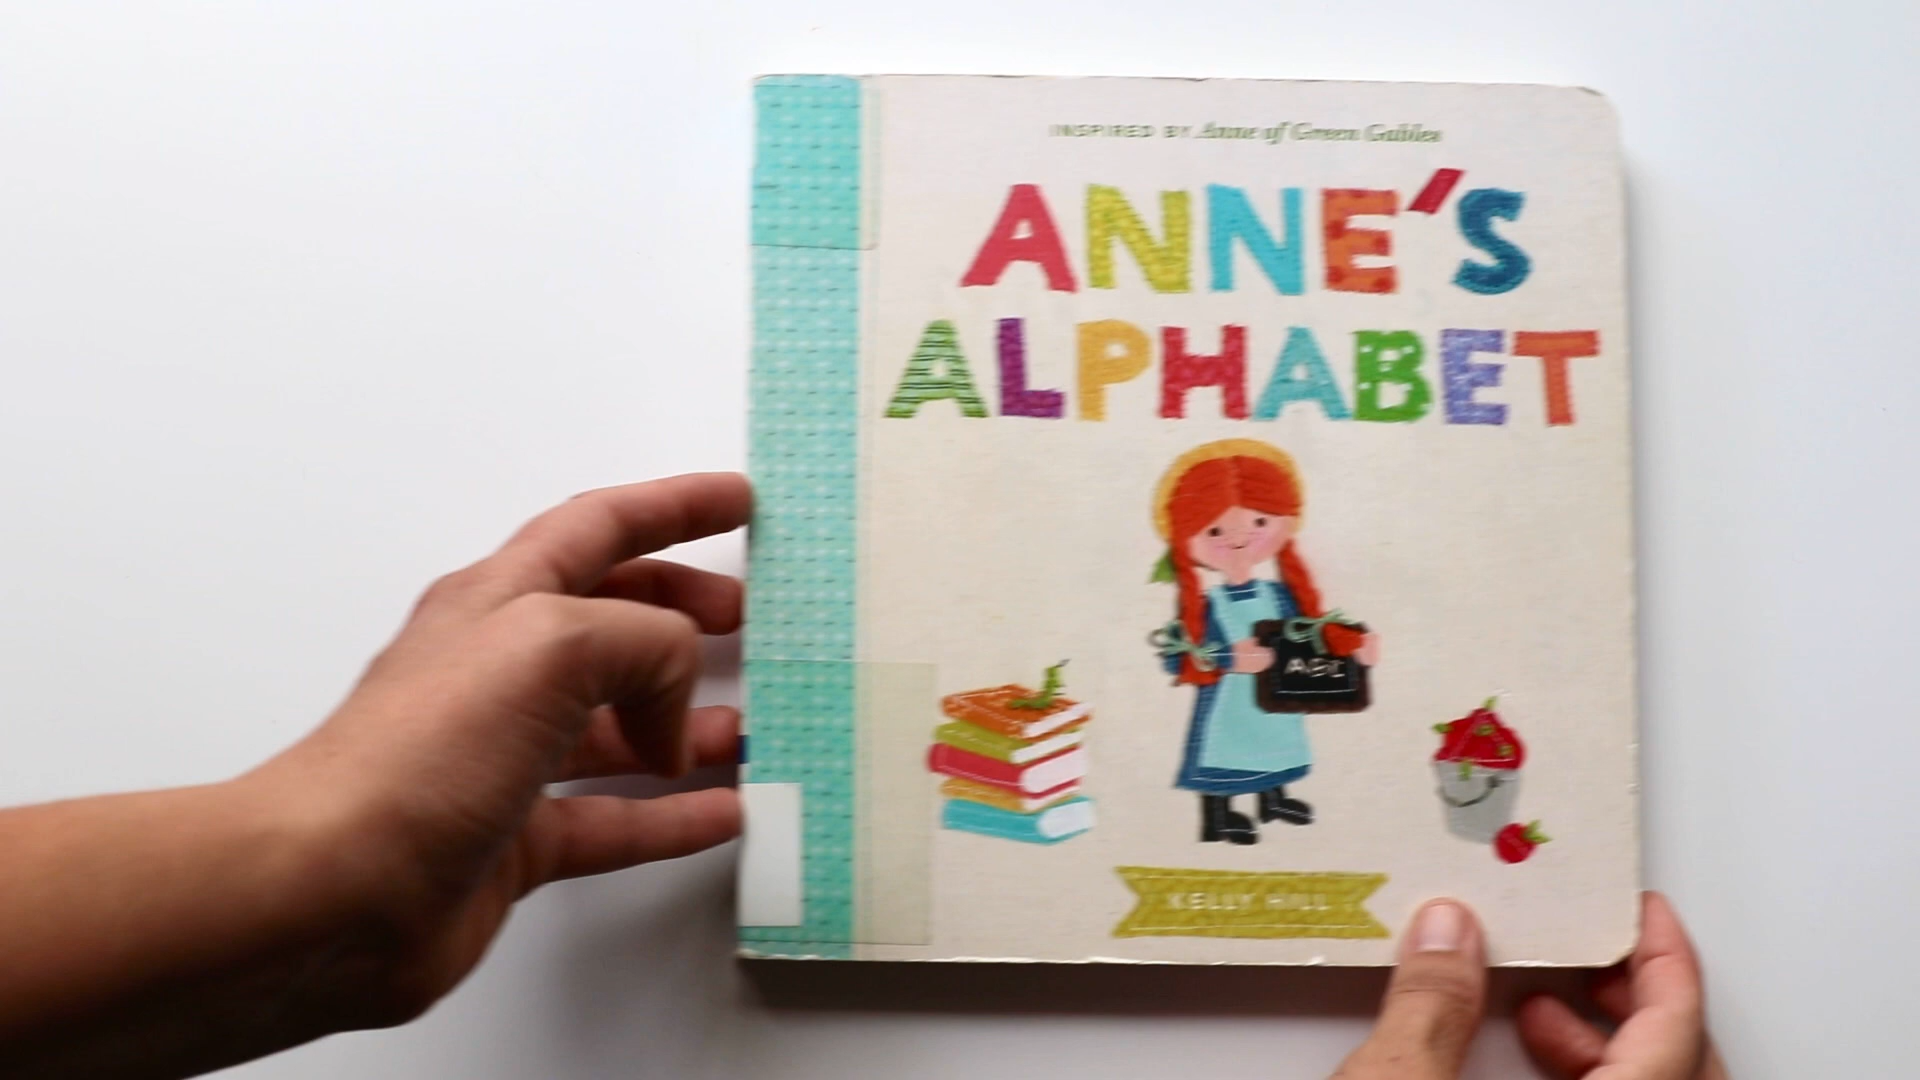 INSPIRED BY Anne of Green Gables
ANNE'S
ALPHABET
ABC
KELLY HILL